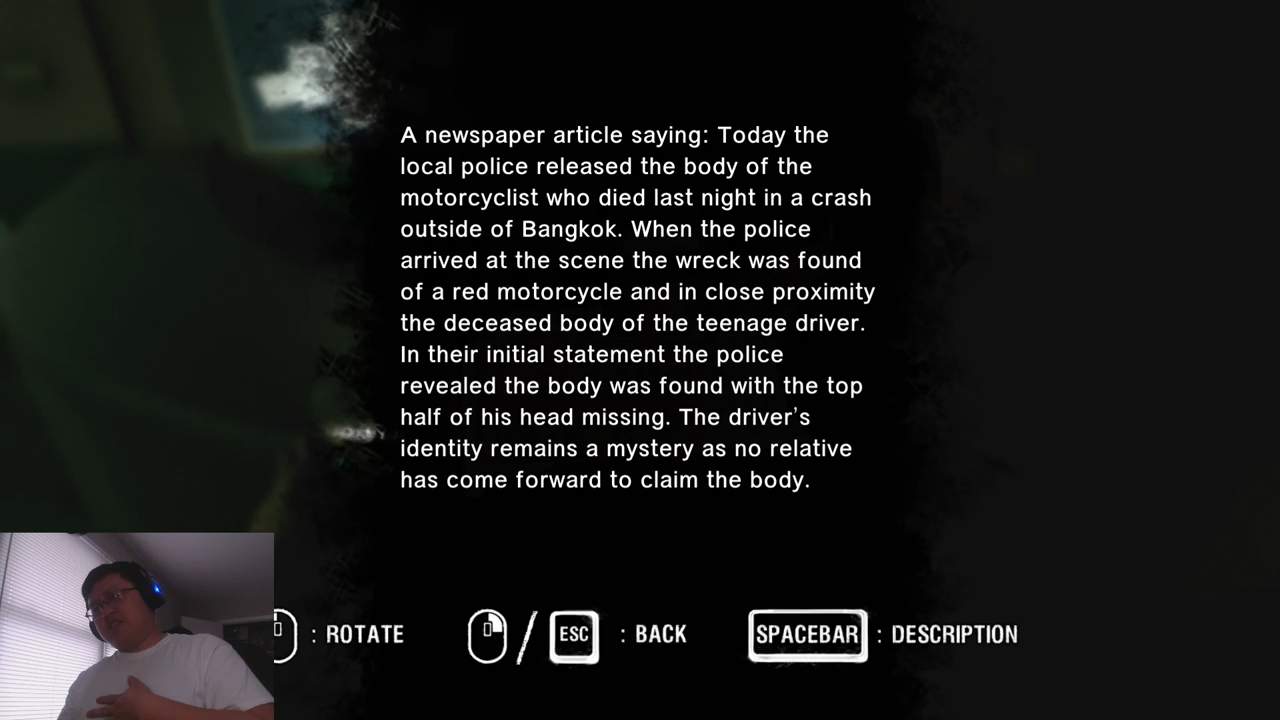 A newspaper article saying: Today the
local police released the body of the
motorcyclist who died last night in a crash
outside of Bangkok. When the police
arrived at the scene the wreck was found
of a red motorcycle and in close proximity
the deceased body of the teenage driver.
In their initial statement the police
revealed the body was found with the top
half of his head missing. The driver's
identity remains a mystery as no relative
has come forward to claim the body.
: ROTATE / ESC : BACK SPACEBAR : DESCRIPTION